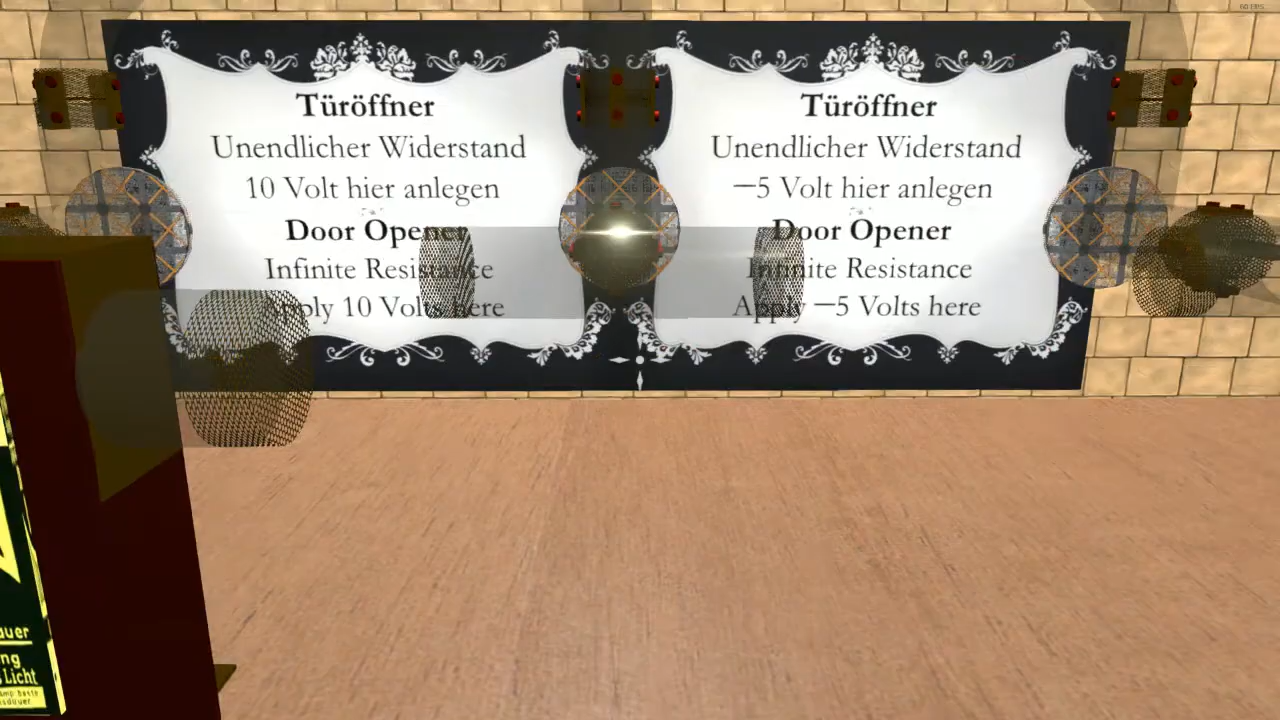 Türöffner
Unendlicher Widerstand
10 Volt hier anlegen
Door Opener
Infinite Resistance
Apply 10 Volts here
Türöffner
Unendlicher Widerstand
−5 Volt hier anlegen
Door Opener
Infinite Resistance
Apply −5 Volts here
Licht